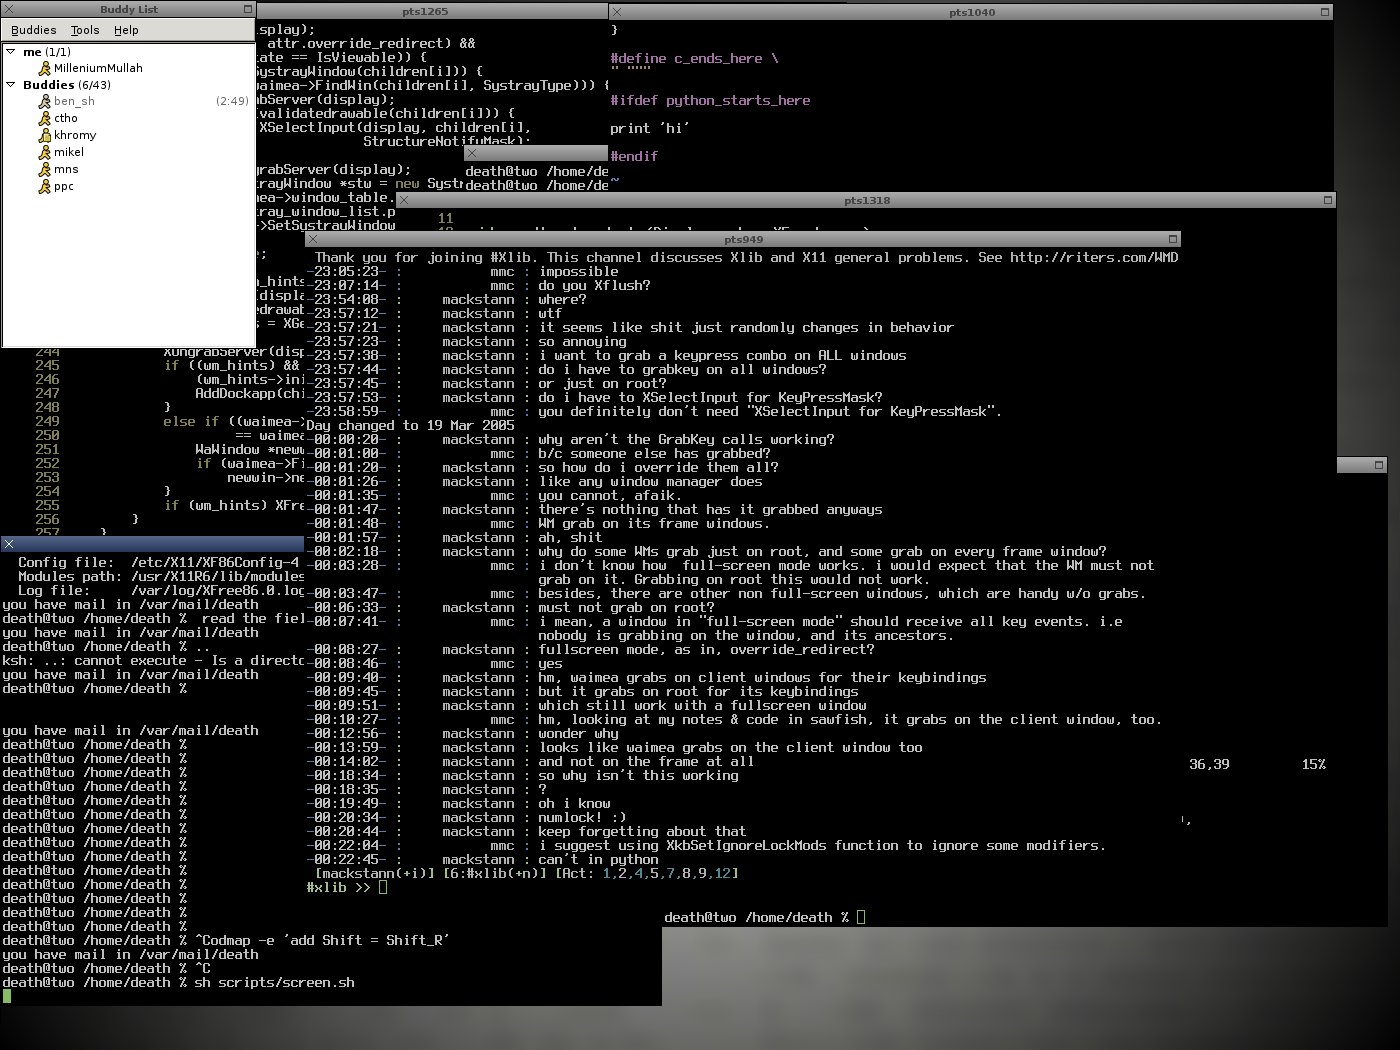 Buddy List
Buddies Tools Help
me (1/1)
MilleniumMullah
Buddies (6/43)
ben_sh (2:49)
ctho
khromy
mikel
mns
ppc
pts1265
splay);
attr.override_redirect) &&
ate == IsViewable)) {
SystrayWindow(children[i])) {
waimea->FindWin(children[i], SystrayType))) {
bServer(display);
validatedrawable(children[i])) {
XSelectInput(display, children[i],
StructureNotifyMask);
grabServer(display);
trayWindow *stw = new Systr
mea->window_table.
tray_window_list.p
->SetSystrayWindow
;
m_hints
(displa
edrawab
s = XGe
244 XUngrabServer(disp
245 if ((wm_hints) &&
246 (wm_hints->ini
247 AddDockapp(chi
248 }
249 else if ((waimea->
250 == waimea
251 WaWindow *neww
252 if (waimea->Fi
253 newwin->ne
254 }
255 if (wm_hints) XFre
256 }
257 }
pts1040
}
#define c_ends_here \
" """"
#ifdef python_starts_here
print 'hi'
#endif
~
death@two /home/de
death@two /home/de
pts1318
11
36,39 15%
pts949
Thank you for joining #Xlib. This channel discusses Xlib and X11 general problems. See http://riters.com/WMD
-23:05:23- : mmc : impossible
-23:07:14- : mmc : do you Xflush?
-23:54:08- : mackstann : where?
-23:57:12- : mackstann : wtf
-23:57:21- : mackstann : it seems like shit just randomly changes in behavior
-23:57:23- : mackstann : so annoying
-23:57:38- : mackstann : i want to grab a keypress combo on ALL windows
-23:57:44- : mackstann : do i have to grabkey on all windows?
-23:57:45- : mackstann : or just on root?
-23:57:53- : mackstann : do i have to XSelectInput for KeyPressMask?
-23:58:59- : mmc : you definitely don't need "XSelectInput for KeyPressMask".
Day changed to 19 Mar 2005
-00:00:20- : mackstann : why aren't the GrabKey calls working?
-00:01:00- : mmc : b/c someone else has grabbed?
-00:01:20- : mackstann : so how do i override them all?
-00:01:26- : mackstann : like any window manager does
-00:01:35- : mmc : you cannot, afaik.
-00:01:47- : mackstann : there's nothing that has it grabbed anyways
-00:01:48- : mmc : WM grab on its frame windows.
-00:01:57- : mackstann : ah, shit
-00:02:18- : mackstann : why do some WMs grab just on root, and some grab on every frame window?
-00:03:28- : mmc : i don't know how full-screen mode works. i would expect that the WM must not
grab on it. Grabbing on root this would not work.
-00:03:47- : mmc : besides, there are other non full-screen windows, which are handy w/o grabs.
-00:06:33- : mackstann : must not grab on root?
-00:07:41- : mmc : i mean, a window in "full-screen mode" should receive all key events. i.e
nobody is grabbing on the window, and its ancestors.
-00:08:27- : mackstann : fullscreen mode, as in, override_redirect?
-00:08:46- : mmc : yes
-00:09:40- : mackstann : hm, waimea grabs on client windows for their keybindings
-00:09:45- : mackstann : but it grabs on root for its keybindings
-00:09:51- : mackstann : which still work with a fullscreen window
-00:10:27- : mmc : hm, looking at my notes & code in sawfish, it grabs on the client window, too.
-00:12:56- : mackstann : wonder why
-00:13:59- : mackstann : looks like waimea grabs on the client window too
-00:14:02- : mackstann : and not on the frame at all
-00:18:34- : mackstann : so why isn't this working
-00:18:35- : mackstann : ?
-00:19:49- : mackstann : oh i know
-00:20:34- : mackstann : numlock! :)
-00:20:44- : mackstann : keep forgetting about that
-00:22:04- : mmc : i suggest using XkbSetIgnoreLockMods function to ignore some modifiers.
-00:22:45- : mackstann : can't in python
[mackstann(+i)] [6:#xlib(+n)] [Act: 1,2,4,5,7,8,9,12]
#xlib >>
death@two /home/death %
Config file: /etc/X11/XF86Config-4
Modules path: /usr/X11R6/lib/modules
Log file: /var/log/XFree86.0.log
you have mail in /var/mail/death
death@two /home/death % read the fiel
you have mail in /var/mail/death
death@two /home/death % ..
ksh: ..: cannot execute - Is a directo
you have mail in /var/mail/death
death@two /home/death %
you have mail in /var/mail/death
death@two /home/death %
death@two /home/death %
death@two /home/death %
death@two /home/death %
death@two /home/death %
death@two /home/death %
death@two /home/death %
death@two /home/death %
death@two /home/death %
death@two /home/death %
death@two /home/death %
death@two /home/death %
death@two /home/death %
death@two /home/death %
death@two /home/death % ^Codmap -e 'add Shift = Shift_R'
you have mail in /var/mail/death
death@two /home/death % ^C
death@two /home/death % sh scripts/screen.sh